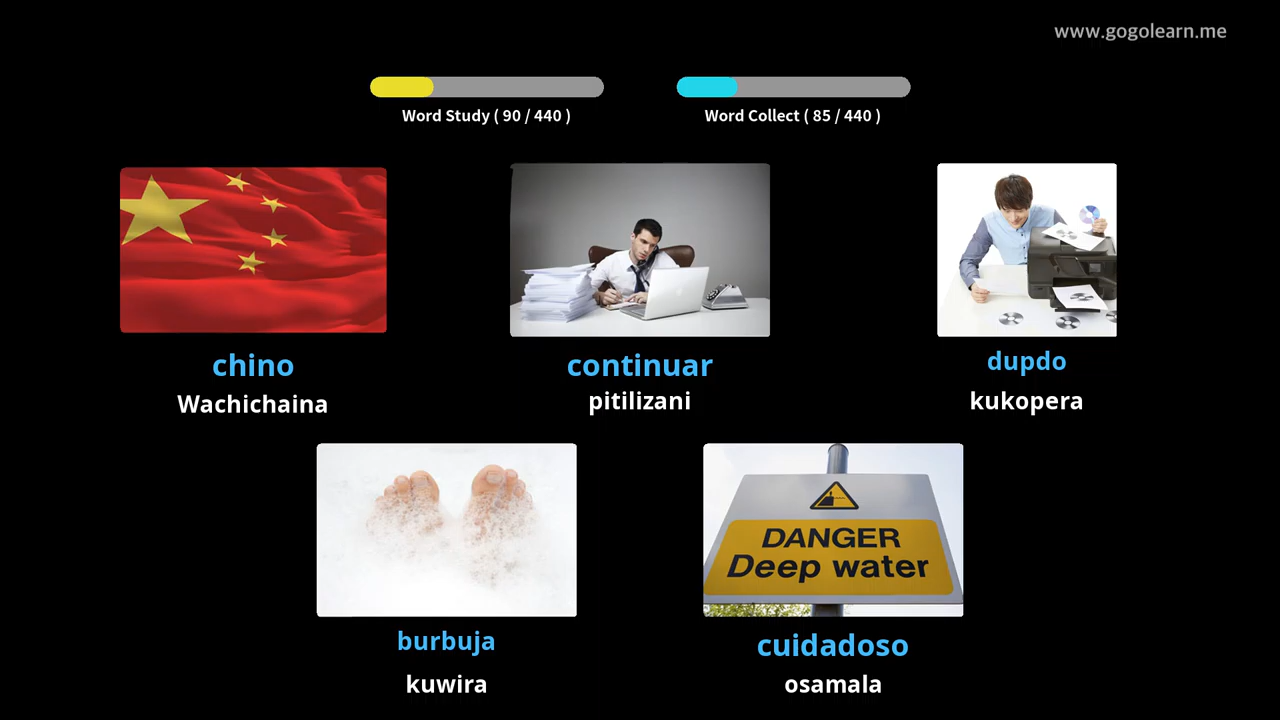 www.gogolearn.me
Word Study ( 90 / 440 )
Word Collect ( 85 / 440 )
chino
continuar
dupdo
Wachichaina
pitilizani
kukopera
DANGER
Deep water
burbuja
cuidadoso
kuwira
osamala